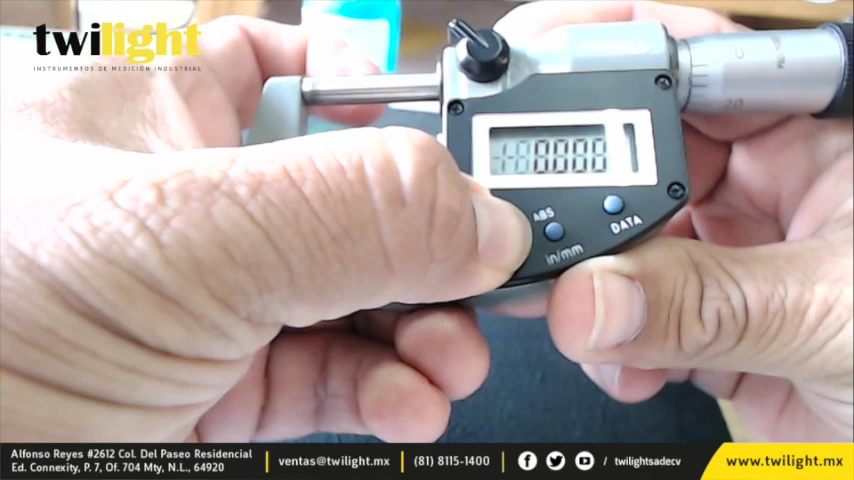 twilight
INSTRUMENTOS DE MEDICIÓN INDUSTRIAL
ABS
DATA
in/mm
Alfonso Reyes #2612 Col. Del Paseo Residencial
Ed. Connexity, P. 7, Of. 704 Mty, N.L., 64920
ventas@twilight.mx
(81) 8115-1400
/ twilightsadecv
www.twilight.mx